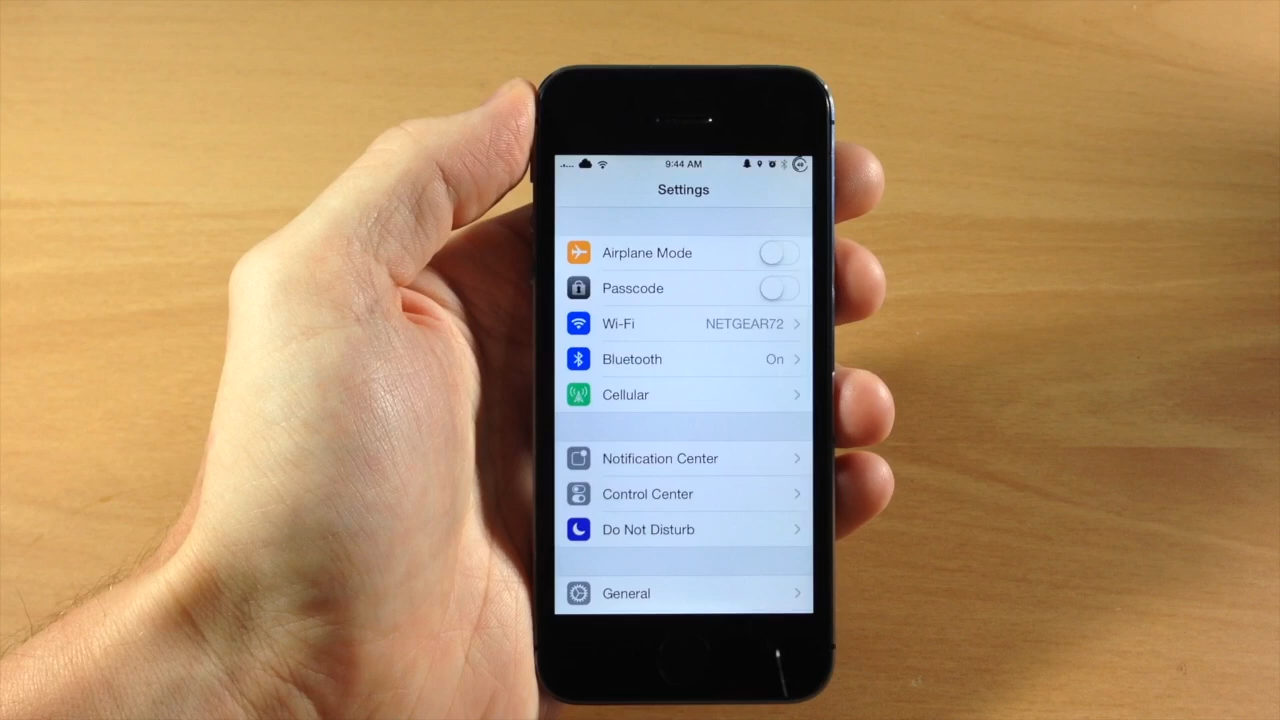 9:44 AM
Settings
Airplane Mode
Passcode
Wi-Fi NETGEAR72
Bluetooth On
Cellular
Notification Center
Control Center
Do Not Disturb
General